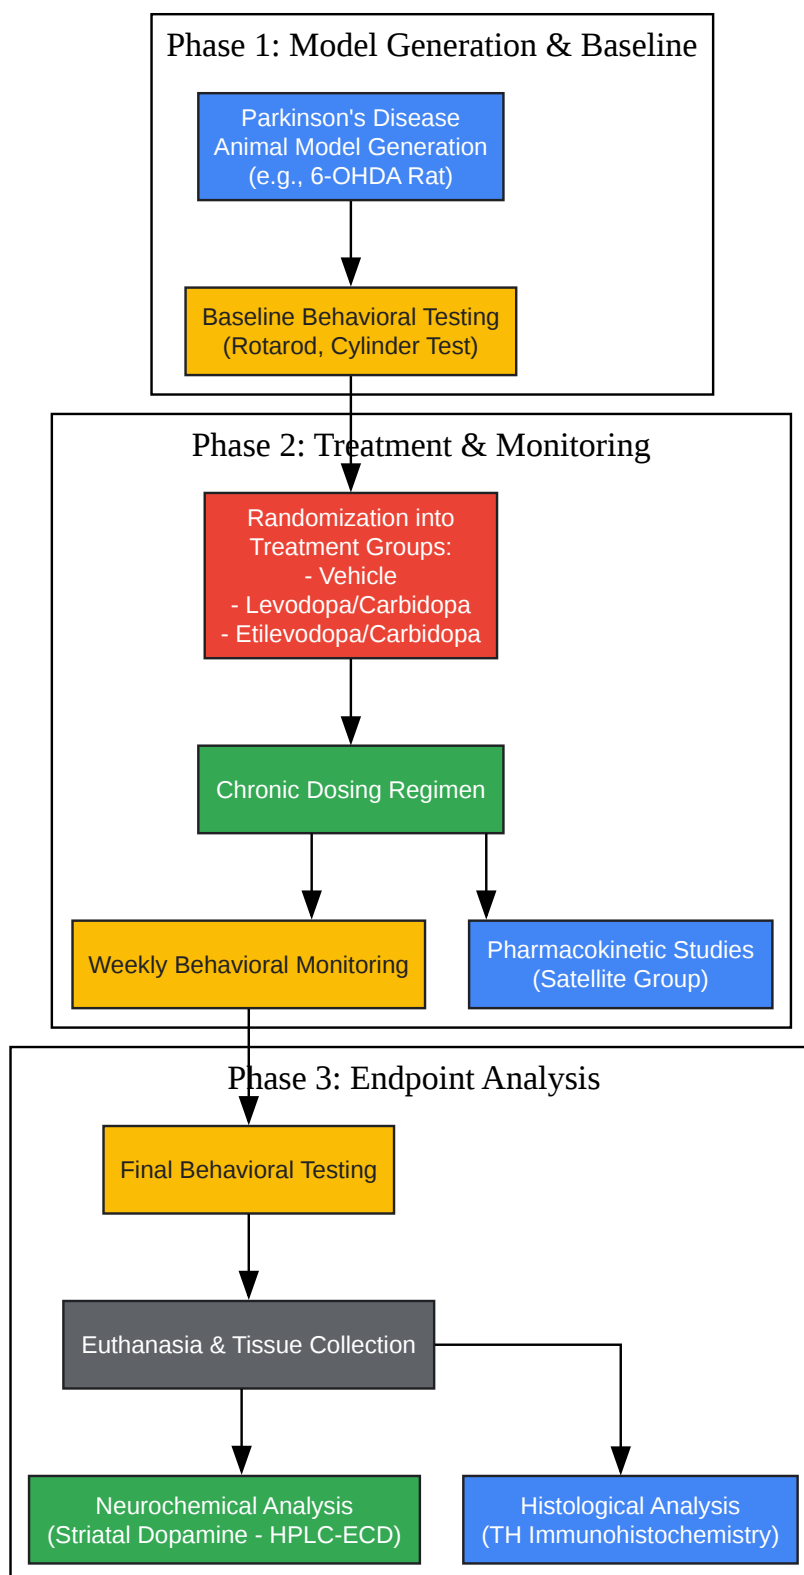 Phase 1: Model Generation & Baseline
Parkinson's Disease
Animal Model Generation
(e.g., 6-OHDA Rat)
Baseline Behavioral Testing
(Rotarod, Cylinder Test)
Phase 2: Treatment & Monitoring
Randomization into
Treatment Groups:
- Vehicle
- Levodopa/Carbidopa
- Etilevodopa/Carbidopa
Chronic Dosing Regimen
Weekly Behavioral Monitoring
Pharmacokinetic Studies
(Satellite Group)
Phase 3: Endpoint Analysis
Final Behavioral Testing
Euthanasia & Tissue Collection
Neurochemical Analysis
(Striatal Dopamine - HPLC-ECD)
Histological Analysis
(TH Immunohistochemistry)